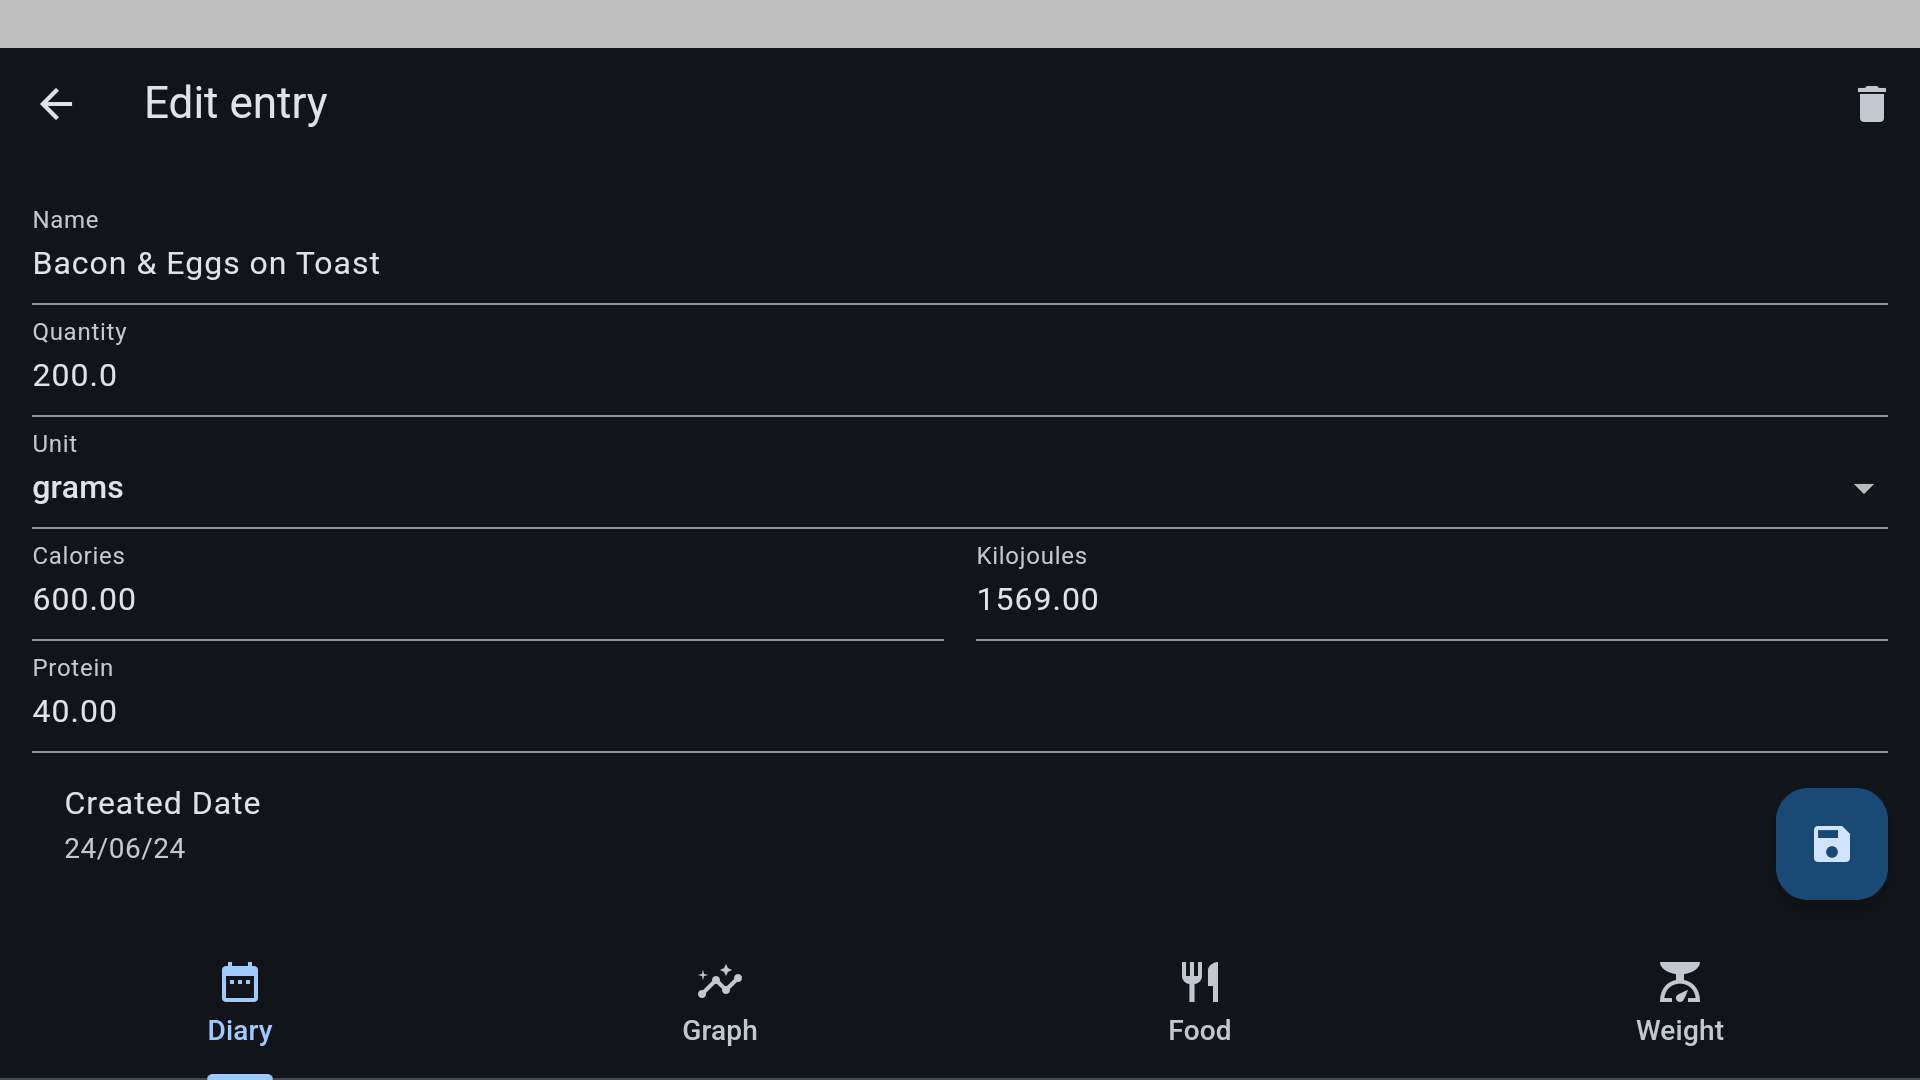 Edit entry
Name
Bacon & Eggs on Toast
Quantity
200.0
Unit
grams
Calories
600.00
Kilojoules
1569.00
Protein
40.00
Created Date
24/06/24
Diary
Graph
Food
Weight